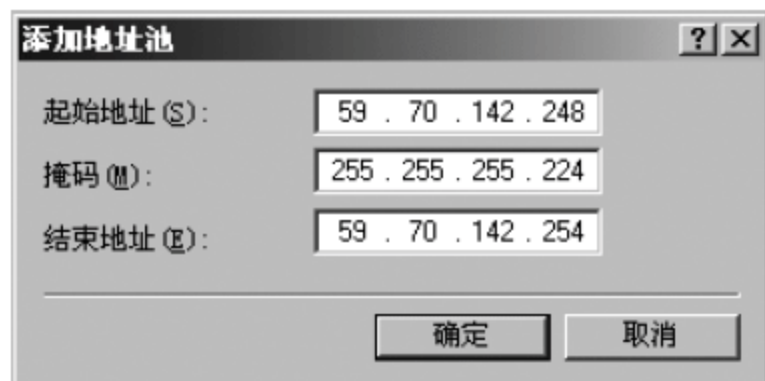 添加地址池
起始地址(S): 59 . 70 . 142 . 248
掩码(M): 255 . 255 . 255 . 224
结束地址(E): 59 . 70 . 142 . 254
确定 取消